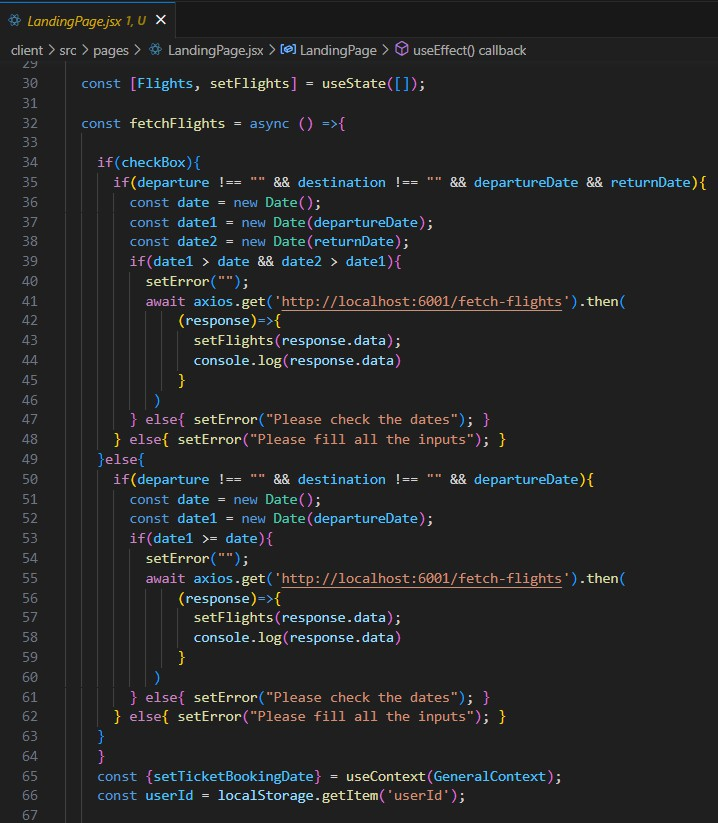 LandingPage.jsx 1, U ×
client > src > pages > LandingPage.jsx > LandingPage > useEffect() callback
29
30 const [Flights, setFlights] = useState([]);
31
32 const fetchFlights = async () =>{
33
34 if(checkBox){
35 if(departure !== "" && destination !== "" && departureDate && returnDate){
36 const date = new Date();
37 const date1 = new Date(departureDate);
38 const date2 = new Date(returnDate);
39 if(date1 > date && date2 > date1){
40 setError("");
41 await axios.get('http://localhost:6001/fetch-flights').then(
42 (response)=>{
43 setFlights(response.data);
44 console.log(response.data)
45 }
46 )
47 } else{ setError("Please check the dates"); }
48 } else{ setError("Please fill all the inputs"); }
49 }else{
50 if(departure !== "" && destination !== "" && departureDate){
51 const date = new Date();
52 const date1 = new Date(departureDate);
53 if(date1 >= date){
54 setError("");
55 await axios.get('http://localhost:6001/fetch-flights').then(
56 (response)=>{
57 setFlights(response.data);
58 console.log(response.data)
59 }
60 )
61 } else{ setError("Please check the dates"); }
62 } else{ setError("Please fill all the inputs"); }
63 }
64 }
65 const {setTicketBookingDate} = useContext(GeneralContext);
66 const userId = localStorage.getItem('userId');
67